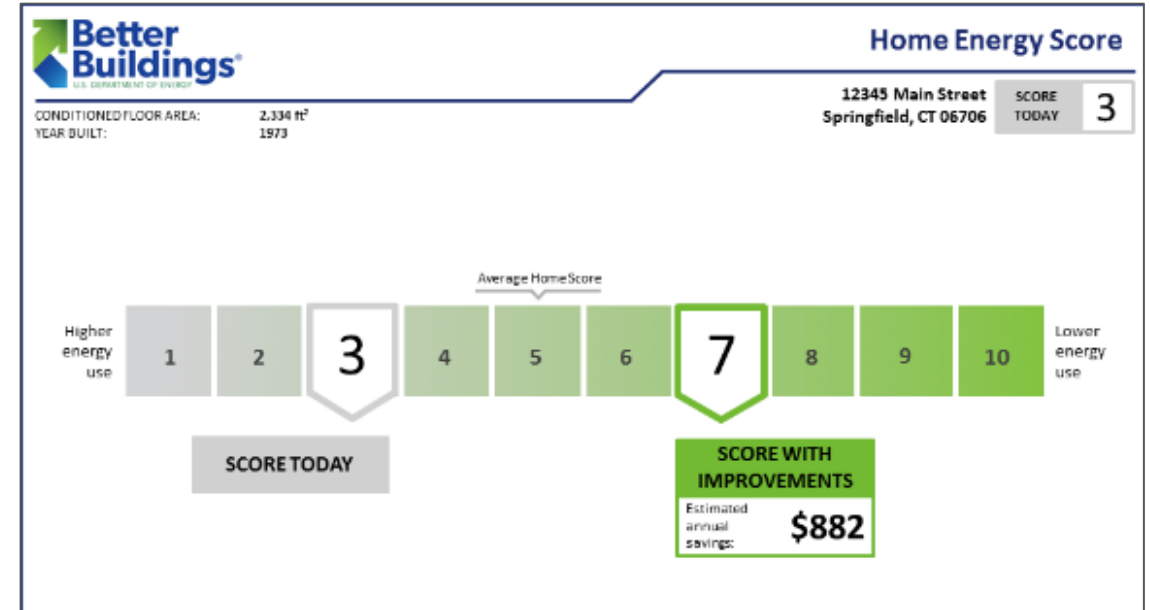 Better
Buildings®
U.S. DEPARTMENT OF ENERGY
Home Energy Score
CONDITIONED FLOOR AREA: 2,334 ft²
YEAR BUILT: 1973
12345 Main Street
Springfield, CT 06706
SCORE
TODAY
3
Average Home Score
Higher
energy
use
1 2 3 4 5 6 7 8 9 10
Lower
energy
use
SCORE TODAY
SCORE WITH
IMPROVEMENTS
Estimated
annual
savings:
$882